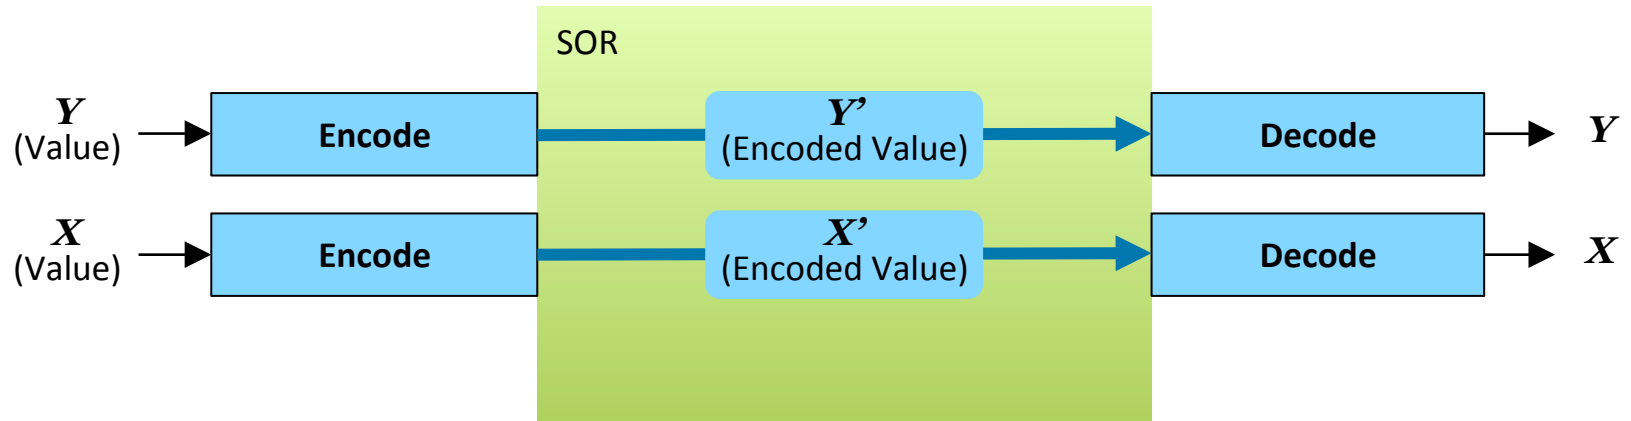 SOR
Y
(Value)
Encode
Y’
(Encoded Value)
Decode
Y
X
(Value)
Encode
X’
(Encoded Value)
Decode
X